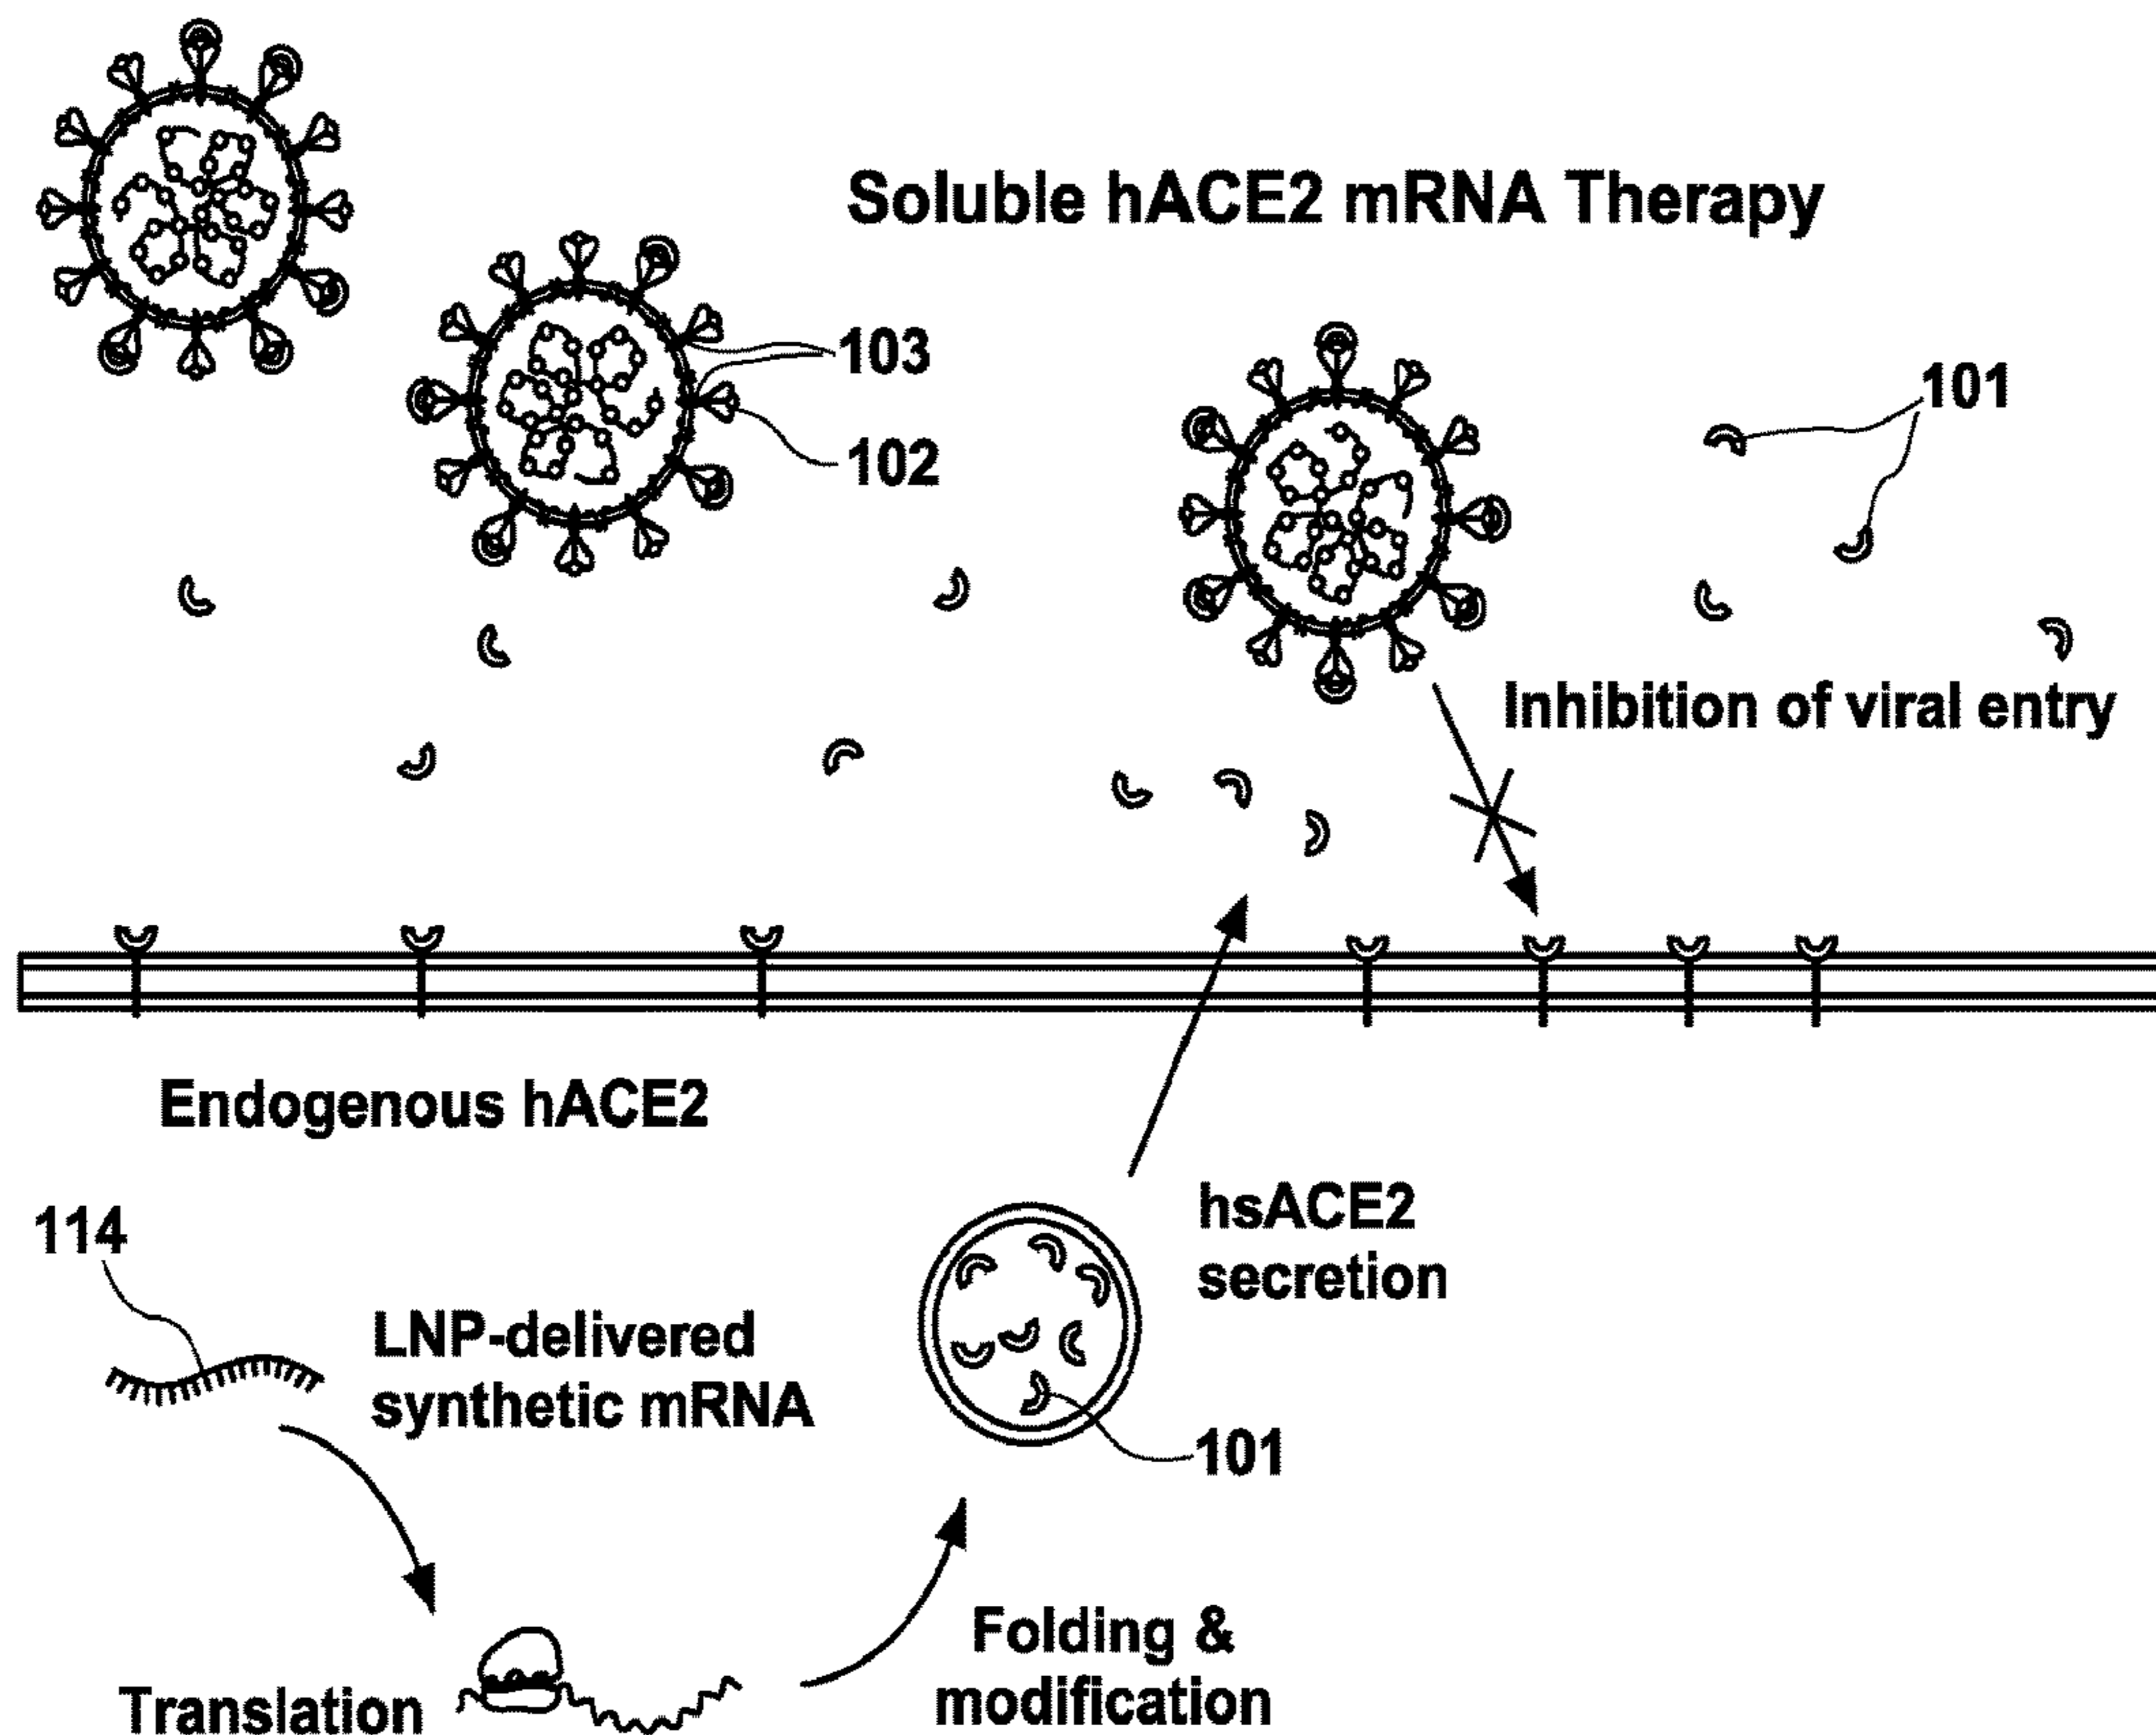 Soluble hACE2 mRNA Therapy
103
102
101
Inhibition of viral entry
Endogenous hACE2
114
LNP-delivered
synthetic mRNA
hsACE2
secretion
101
Translation
Folding &
modification